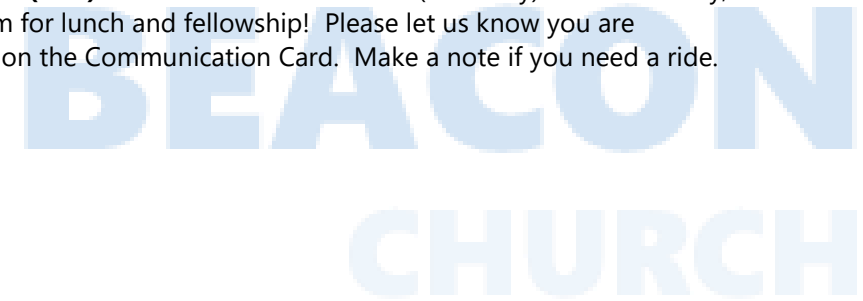 m for lunch and fellowship! Please let us know you are
on the Communication Card. Make a note if you need a ride.
BEACON
CHURCH